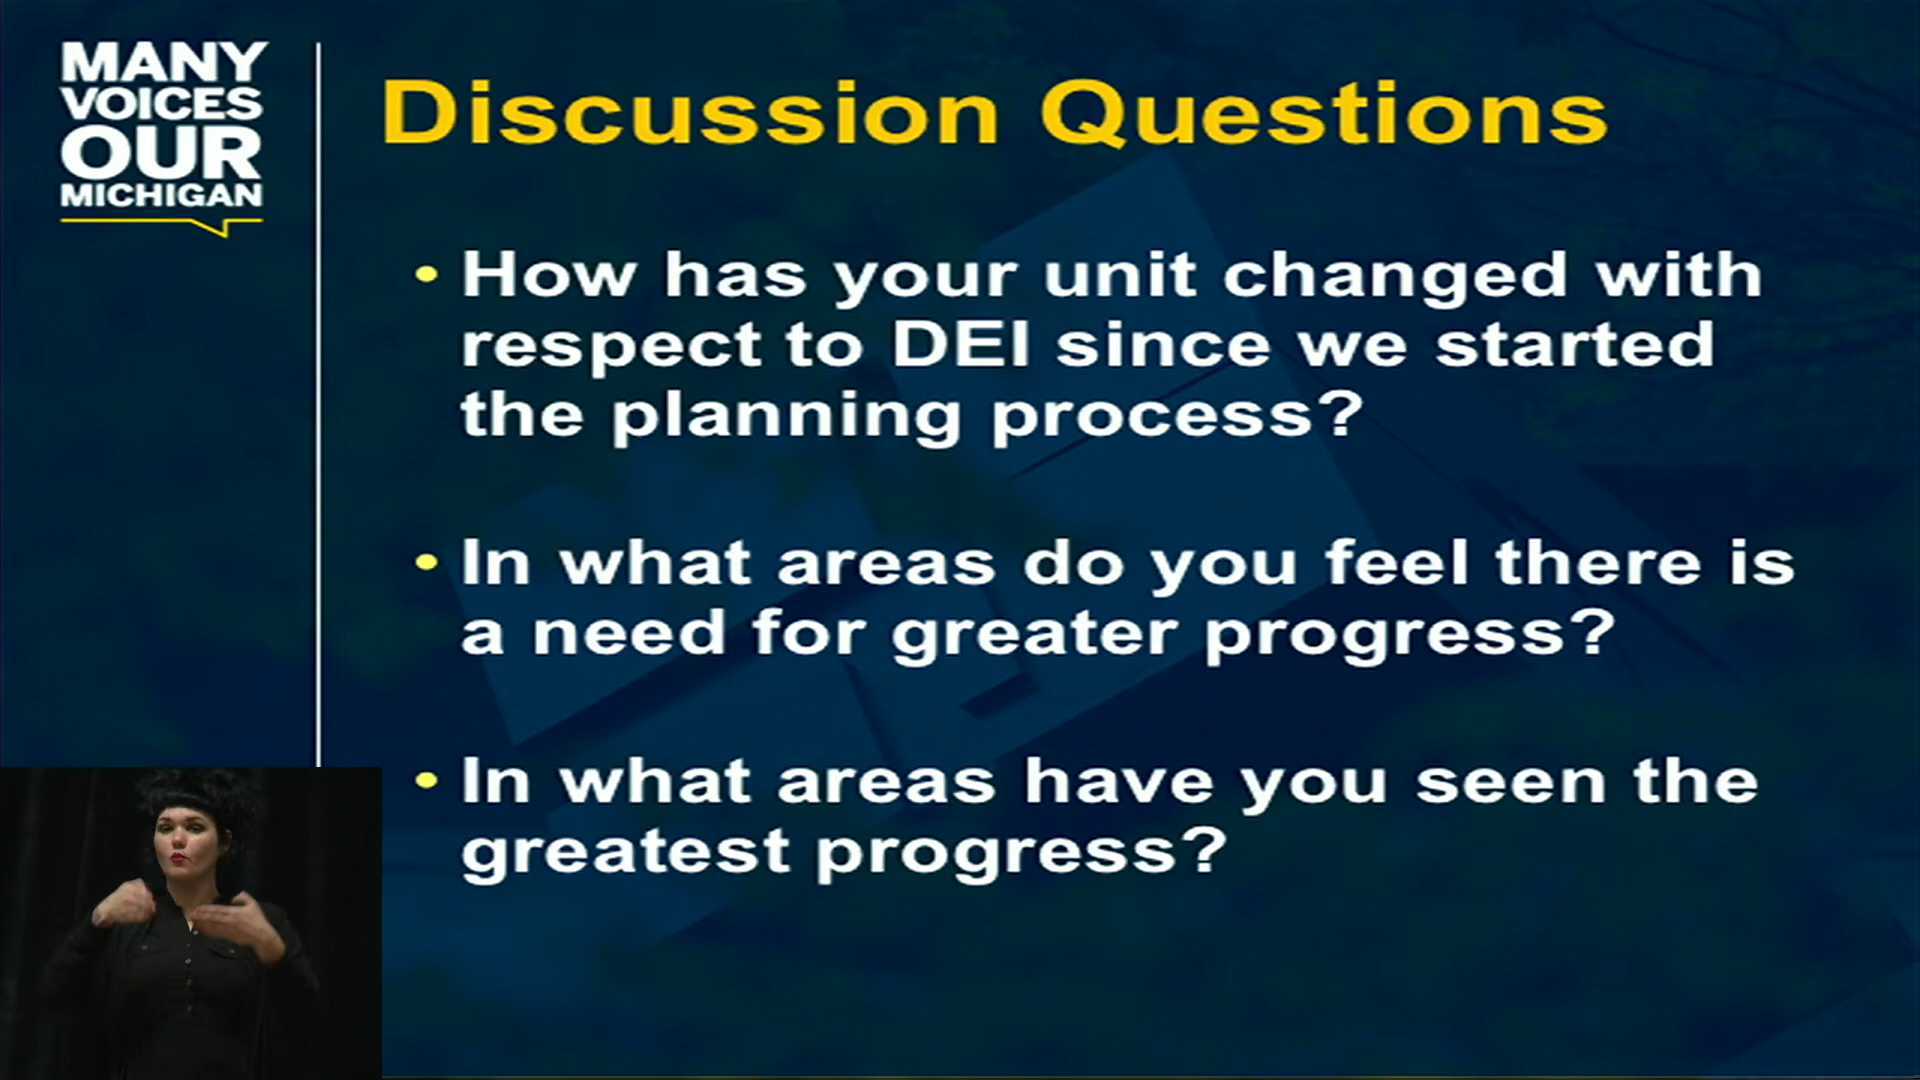 MANY
VOICES
OUR
MICHIGAN
Discussion Questions
• How has your unit changed with
respect to DEI since we started
the planning process?
• In what areas do you feel there is
a need for greater progress?
• In what areas have you seen the
greatest progress?